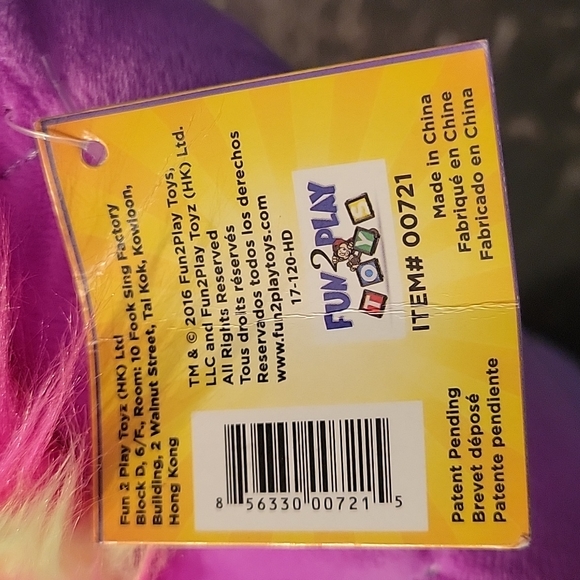 Fun 2 Play Toyz (HK) Ltd
Block D, 6/F., Room: 10 Fook Sing Factory
Building, 2 Walnut Street, Tai Kok, Kowloon,
Hong Kong
TM & © 2016 Fun2Play Toys,
LLC and Fun2Play Toyz (HK) Ltd.
All Rights Reserved
Tous droits réservés
Reservados todos los derechos
www.fun2playtoys.com
17-120-HD
FUN 2 PLAY
TOYS
ITEM# 00721
Made in China
Fabriqué en Chine
Fabricado en China
8 56330 00721 5
Patent Pending
Brevet déposé
Patente pendiente